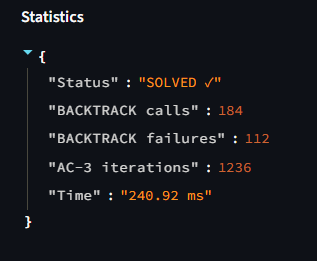 Statistics
{
"Status" : "SOLVED ✓"
"BACKTRACK calls" : 184
"BACKTRACK failures" : 112
"AC-3 iterations" : 1236
"Time" : "240.92 ms"
}